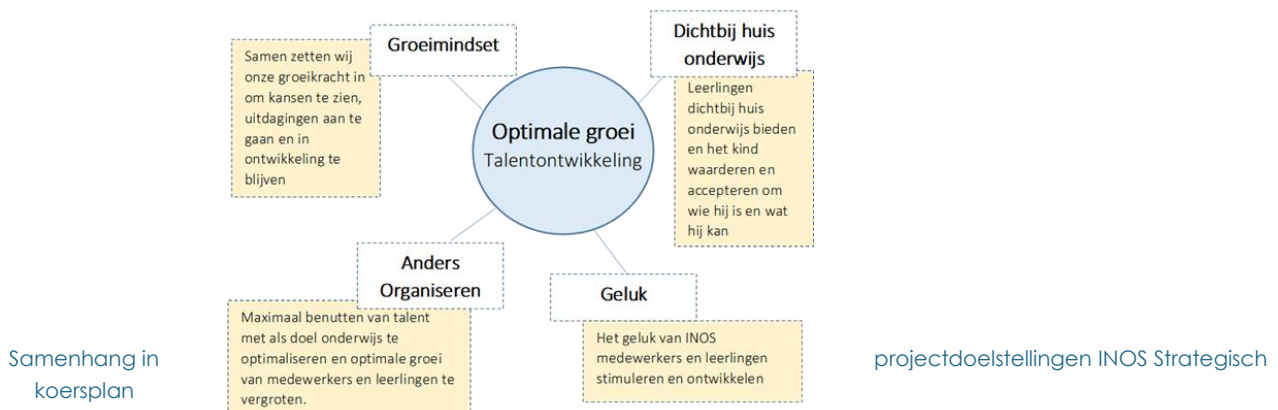 Groeimindset
Samen zetten wij
onze groeikracht in
om kansen te zien,
uitdagingen aan te
gaan en in
ontwikkeling te
blijven
Dichtbij huis
onderwijs
Leerlingen
dichtbij huis
onderwijs bieden
en het kind
waarderen en
accepteren om
wie hij is en wat
hij kan
Optimale groei
Talentontwikkeling
Anders
Organiseren
Maximaal benutten van talent
met als doel onderwijs te
optimaliseren en optimale groei
van medewerkers en leerlingen te
vergroten.
Geluk
Het geluk van INOS
medewerkers en leerlingen
stimuleren en ontwikkelen
Samenhang in projectdoelstellingen INOS Strategisch
koersplan